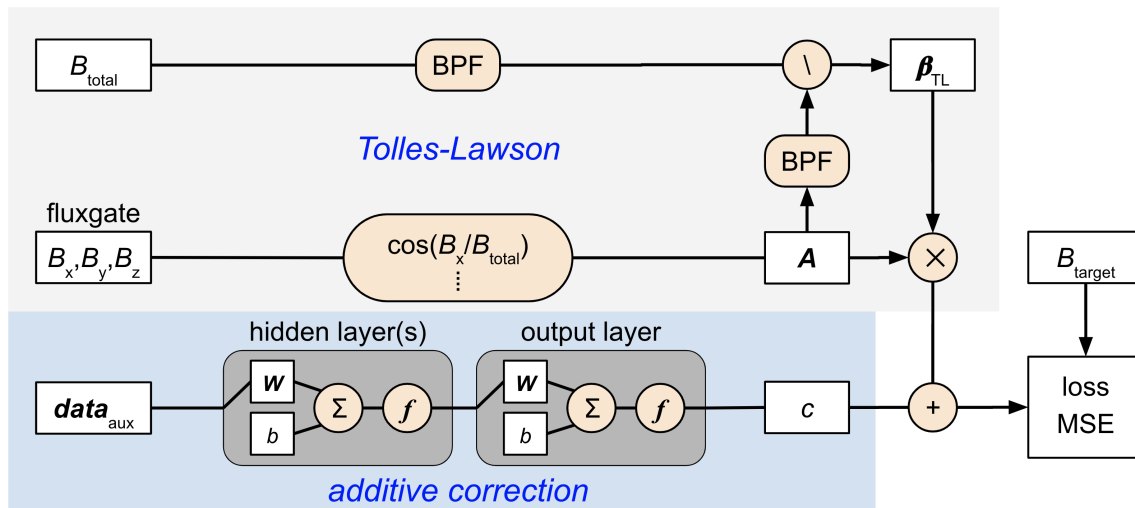 B_total
BPF
\
β_TL
Tolles-Lawson
BPF
fluxgate
B_x,B_y,B_z
cos(B_x/B_total)
⋮
A
×
B_target
hidden layer(s)
output layer
data_aux
w
b
Σ
f
w
b
Σ
f
c
+
loss
MSE
additive correction